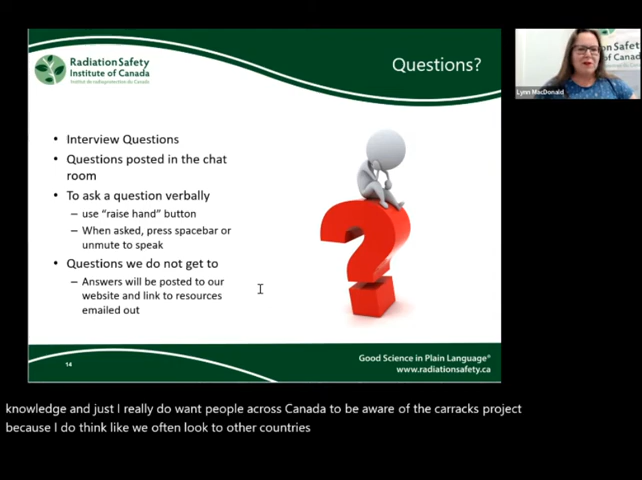 Radiation Safety
Institute of Canada
Institut de radioprotection du Canada
Questions?
• Interview Questions
• Questions posted in the chat
room
• To ask a question verbally
– use “raise hand” button
– When asked, press spacebar or
unmute to speak
• Questions we do not get to
– Answers will be posted to our
website and link to resources
emailed out
14
Good Science in Plain Language®
www.radiationsafety.ca
Lynn MacDonald
knowledge and just I really do want people across Canada to be aware of the carracks project
because I do think like we often look to other countries